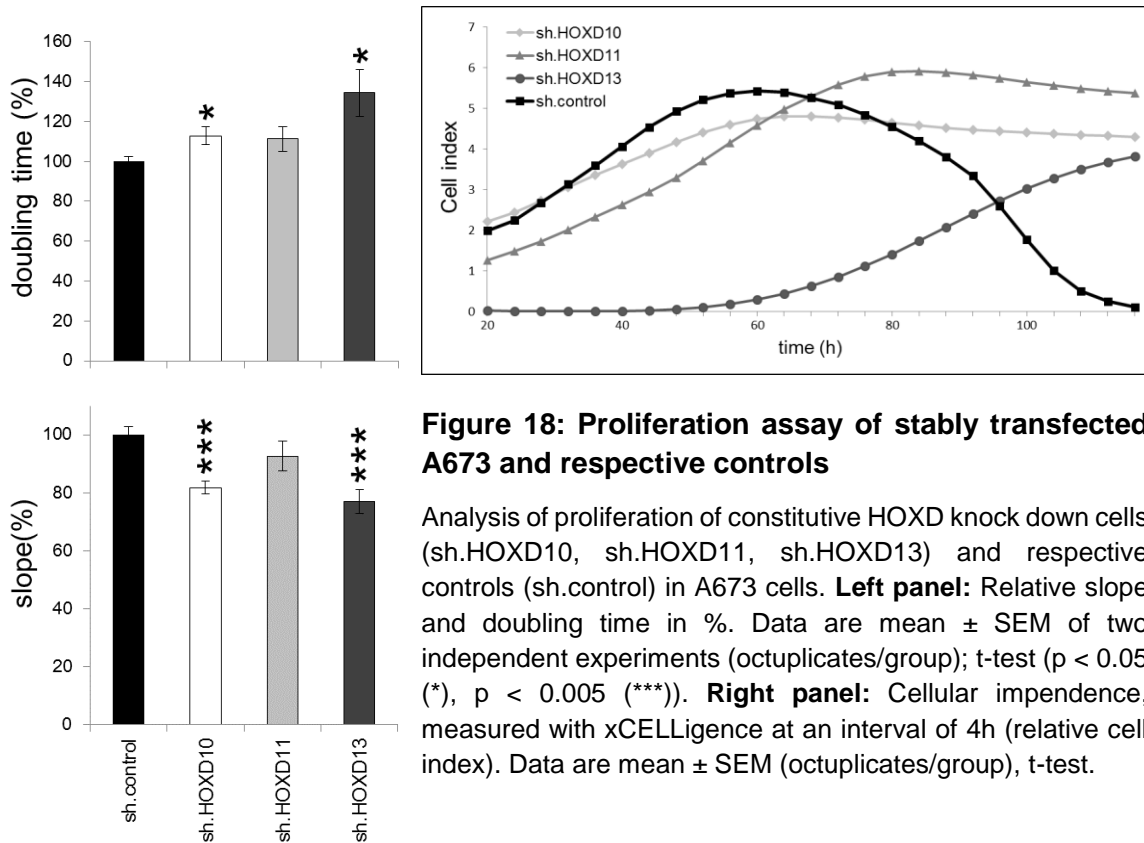 160
140
120
100
80
60
40
20
0
doubling time (%)
*
*
sh.HOXD10
sh.HOXD11
sh.HOXD13
sh.control
7
6
5
4
3
2
1
0
Cell index
20
40
60
80
100
time (h)
100
80
60
40
20
0
slope(%)
***
***
sh.control
sh.HOXD10
sh.HOXD11
sh.HOXD13
Figure 18: Proliferation assay of stably transfected
A673 and respective controls
Analysis of proliferation of constitutive HOXD knock down cells
(sh.HOXD10, sh.HOXD11, sh.HOXD13) and respective
controls (sh.control) in A673 cells. Left panel: Relative slope
and doubling time in %. Data are mean ± SEM of two
independent experiments (octuplicates/group); t-test (p < 0.05
(*), p < 0.005 (***)). Right panel: Cellular impendence,
measured with xCELLigence at an interval of 4h (relative cell
index). Data are mean ± SEM (octuplicates/group), t-test.